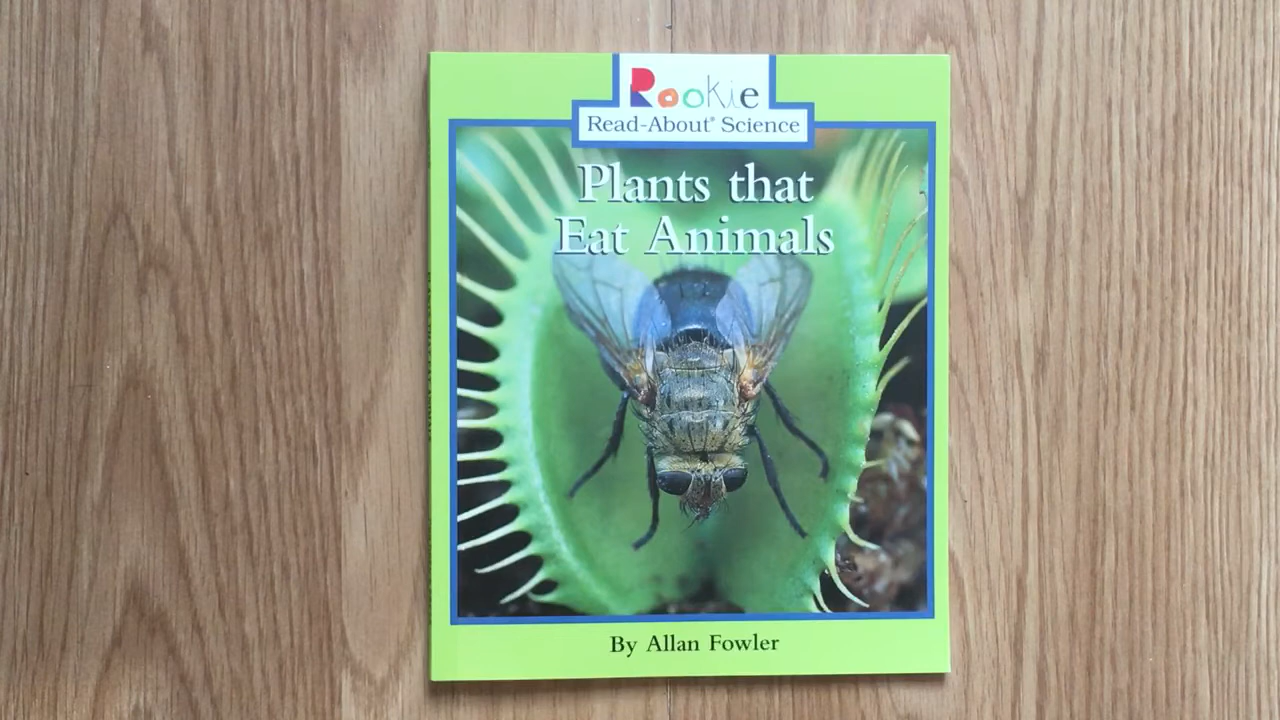 Rookie
Read-About® Science
Plants that
Eat Animals
By Allan Fowler